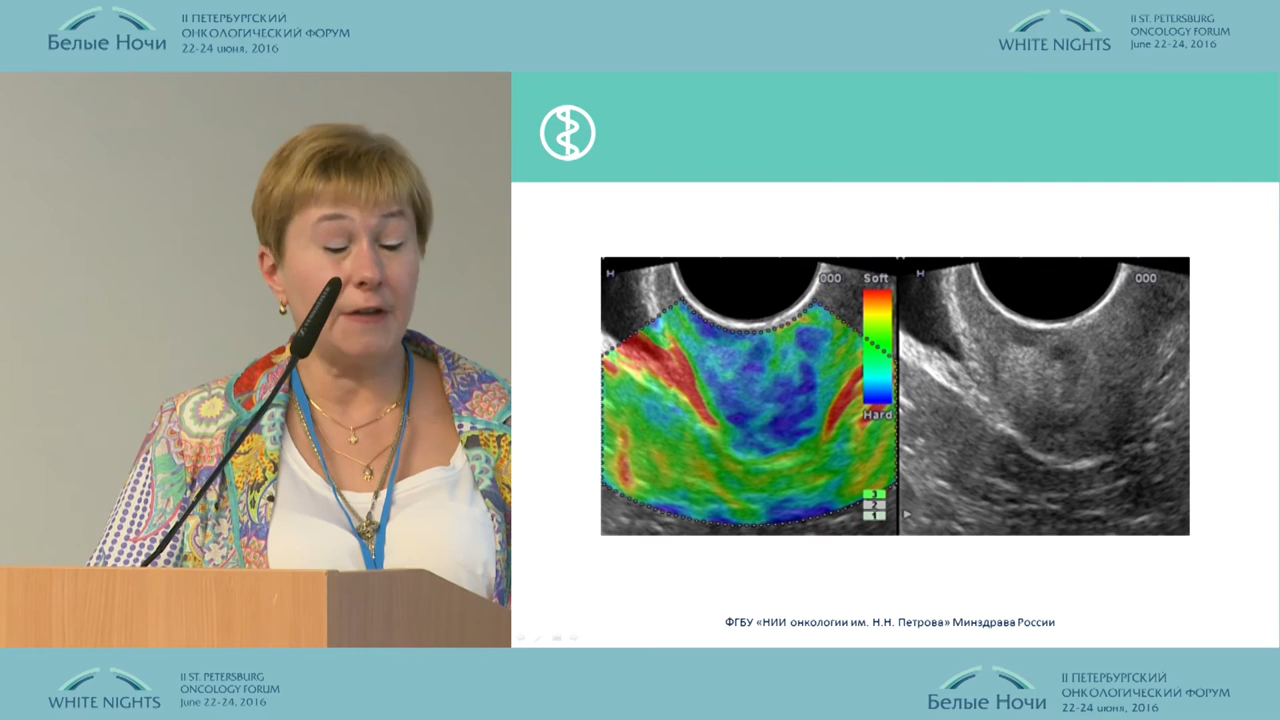 Белые Ночи
II ПЕТЕРБУРГСКИЙ
ОНКОЛОГИЧЕСКИЙ ФОРУМ
22-24 июня, 2016
WHITE NIGHTS
II ST. PETERSBURG
ONCOLOGY FORUM
June 22-24, 2016
H
000
Soft
Hard
3
2
1
H
000
ФГБУ «НИИ онкологии им. Н.Н. Петрова» Минздрава России
WHITE NIGHTS
II ST. PETERSBURG
ONCOLOGY FORUM
June 22-24, 2016
Белые Ночи
II ПЕТЕРБУРГСКИЙ
ОНКОЛОГИЧЕСКИЙ ФОРУМ
22-24 июня, 2016